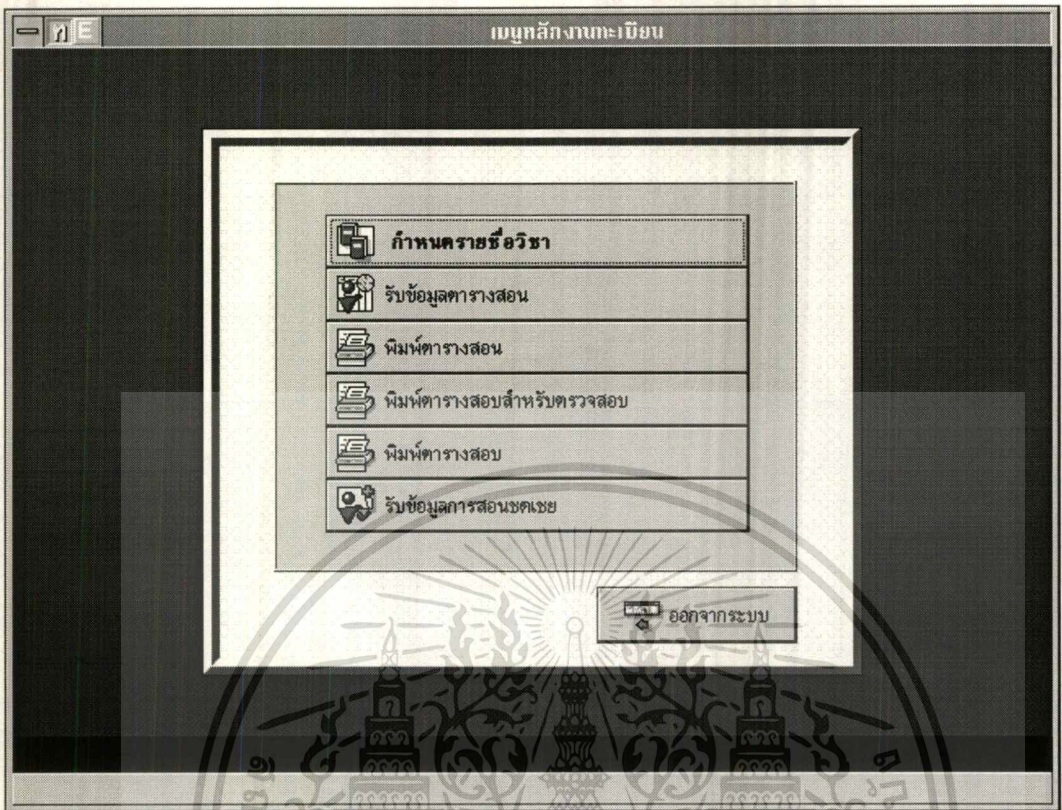 ท E เมนูหลักงานทะเบียน
กำหนดรายชื่อวิชา
รับข้อมูลตารางสอน
พิมพ์ตารางสอน
พิมพ์ตารางสอบสำหรับตรวจสอบ
พิมพ์ตารางสอบ
รับข้อมูลการสอนชดเชย
ออกจากระบบ